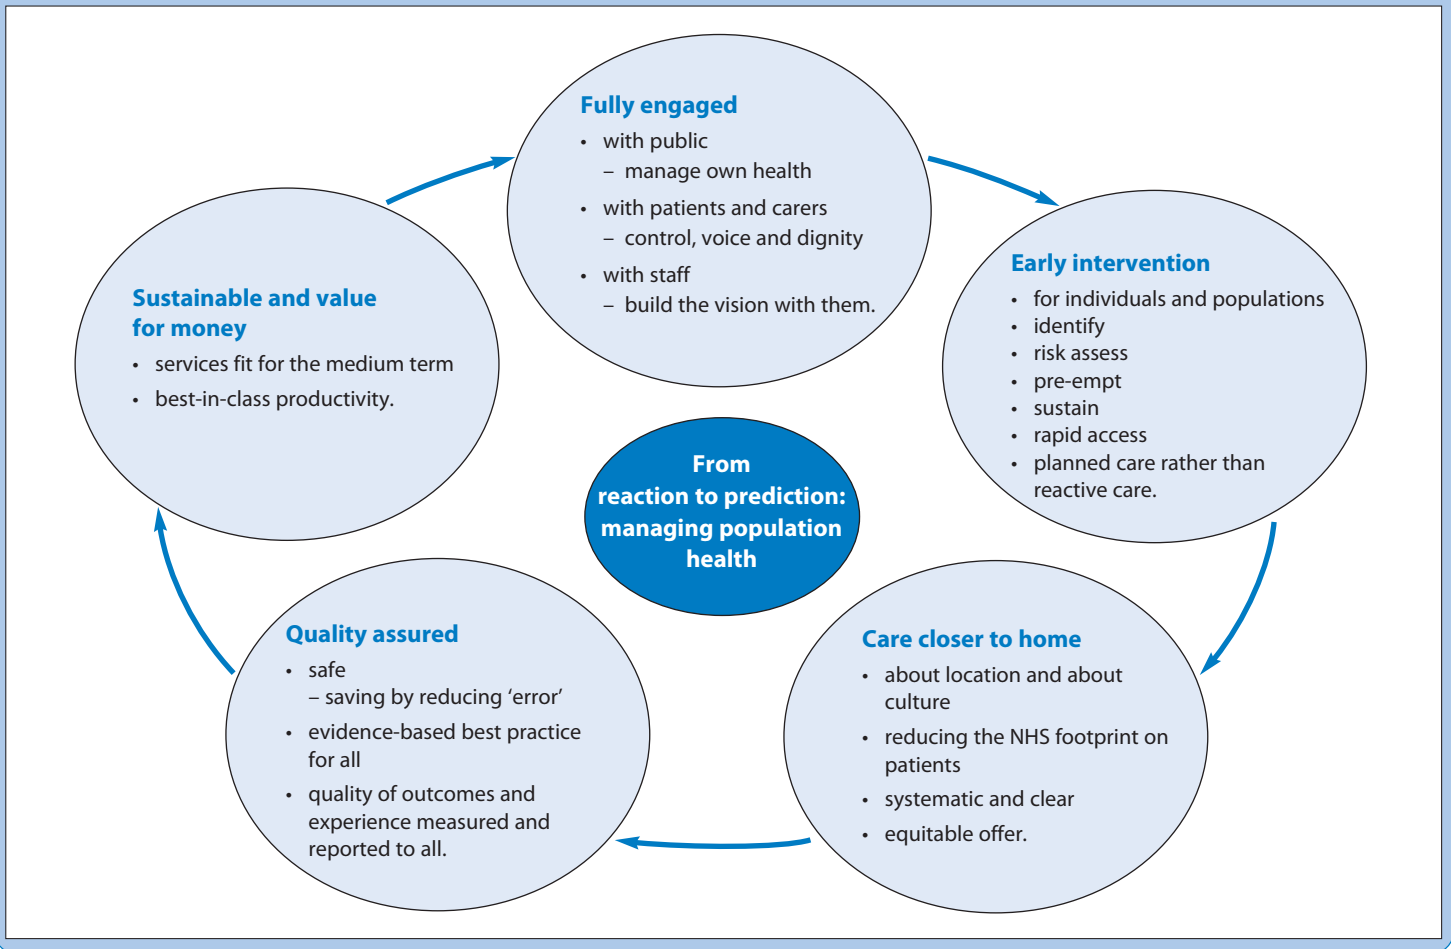 Fully engaged
• with public
– manage own health
• with patients and carers
– control, voice and dignity
• with staff
– build the vision with them.
Early intervention
• for individuals and populations
• identify
• risk assess
• pre-empt
• sustain
• rapid access
• planned care rather than
reactive care.
Care closer to home
• about location and about
culture
• reducing the NHS footprint on
patients
• systematic and clear
• equitable offer.
Quality assured
• safe
– saving by reducing ‘error’
• evidence-based best practice
for all
• quality of outcomes and
experience measured and
reported to all.
Sustainable and value
for money
• services fit for the medium term
• best-in-class productivity.
From
reaction to prediction:
managing population
health